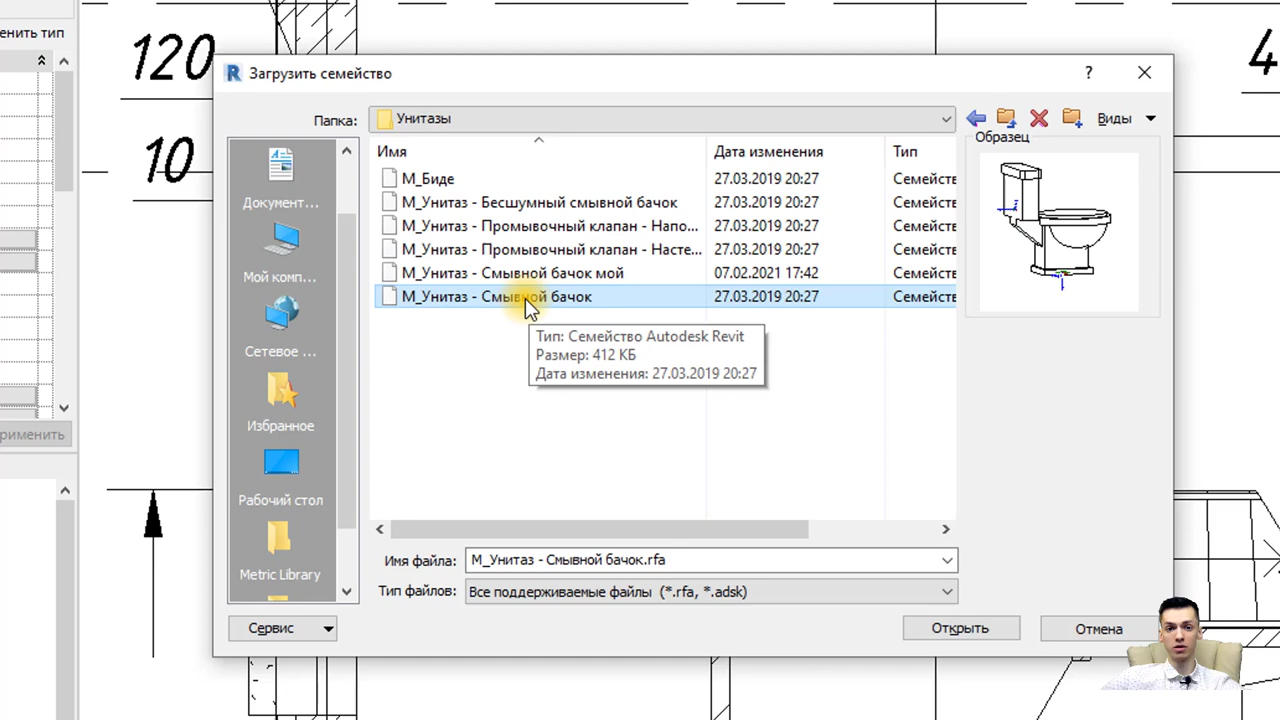 енить тип
120
10
4
Загрузить семейство
?
Папка:
Унитазы
Виды
Имя
Дата изменения
Тип
М_Биде
27.03.2019 20:27
Семейств
М_Унитаз - Бесшумный смывной бачок
27.03.2019 20:27
Семейств
М_Унитаз - Промывочный клапан - Напо...
27.03.2019 20:27
Семейств
М_Унитаз - Промывочный клапан - Насте...
27.03.2019 20:27
Семейств
М_Унитаз - Смывной бачок мой
07.02.2021 17:42
Семейств
М_Унитаз - Смывной бачок
27.03.2019 20:27
Семейств
Тип: Семейство Autodesk Revit
Размер: 412 КБ
Дата изменения: 27.03.2019 20:27
Образец
Документ...
Мой комп...
Сетевое ...
Избранное
Рабочий стол
Metric Library
рименить
Имя файла:
М_Унитаз - Смывной бачок.rfa
Тип файлов:
Все поддерживаемые файлы (*.rfa, *.adsk)
Сервис
Открыть
Отмена